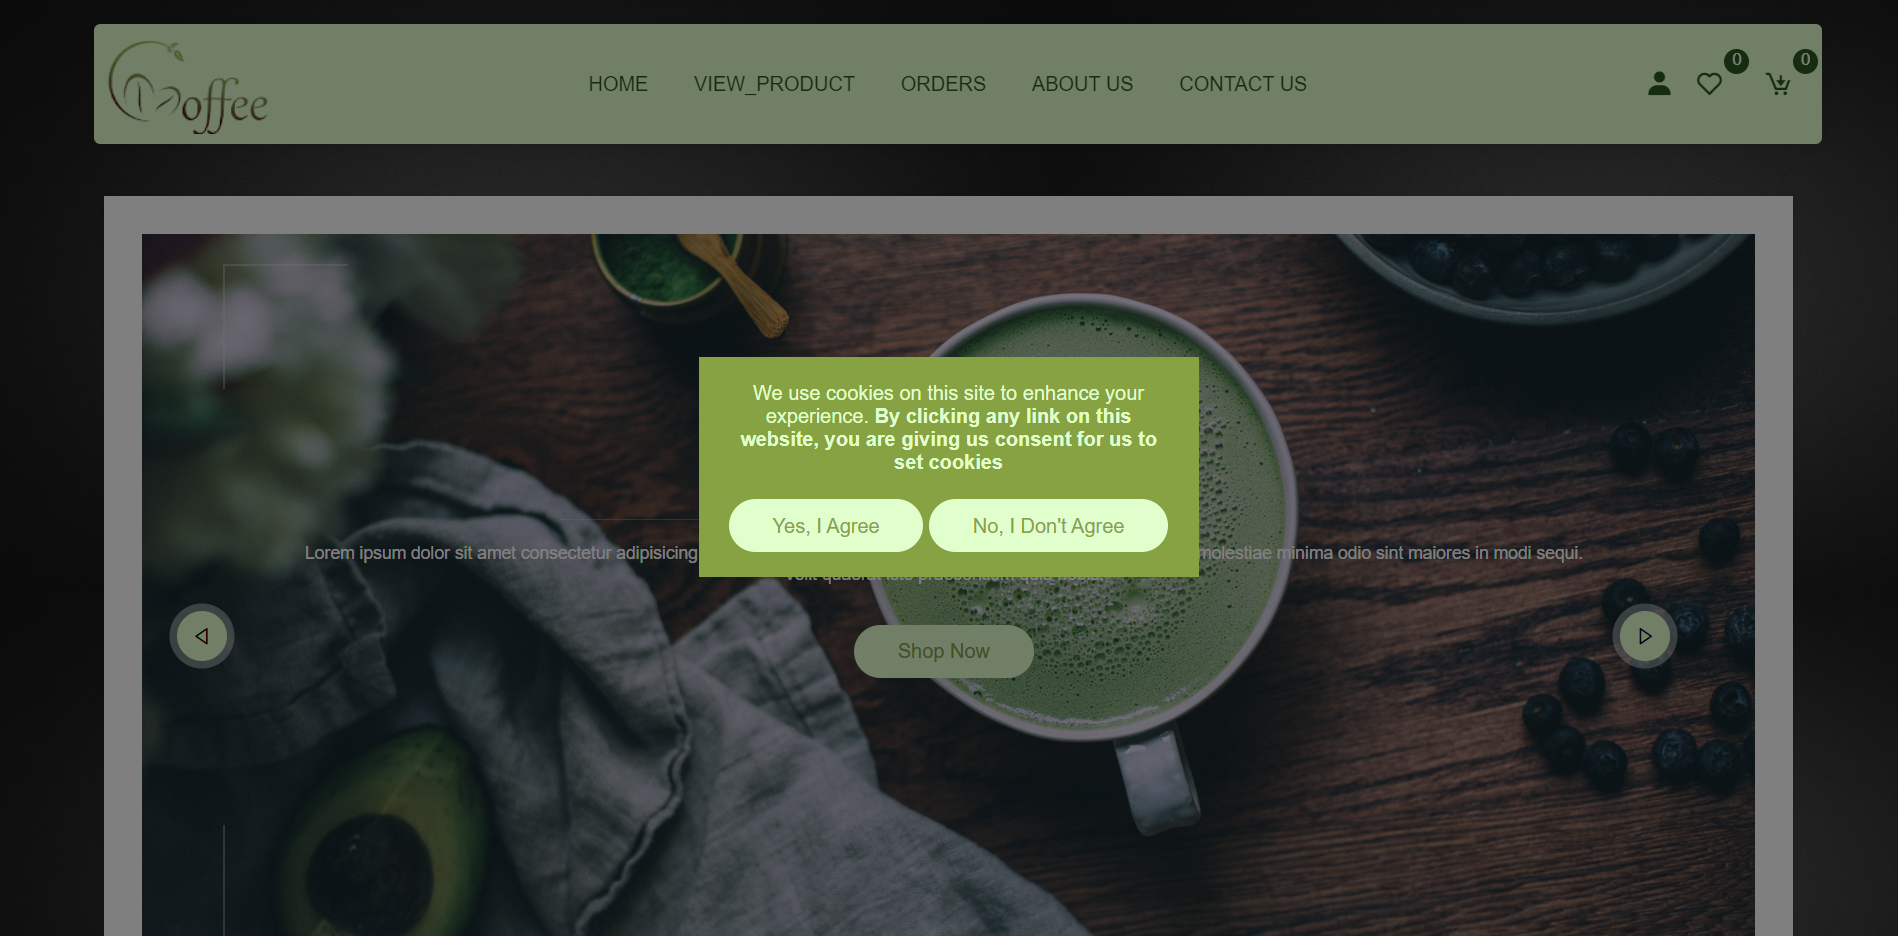 Coffee
HOME VIEW_PRODUCT ORDERS ABOUT US CONTACT US
0 0
We use cookies on this site to enhance your
experience. By clicking any link on this
website, you are giving us consent for us to
set cookies
Yes, I Agree No, I Don't Agree
Lorem ipsum dolor sit amet consectetur adipisicing molestiae minima odio sint maiores in modi sequi.
Shop Now